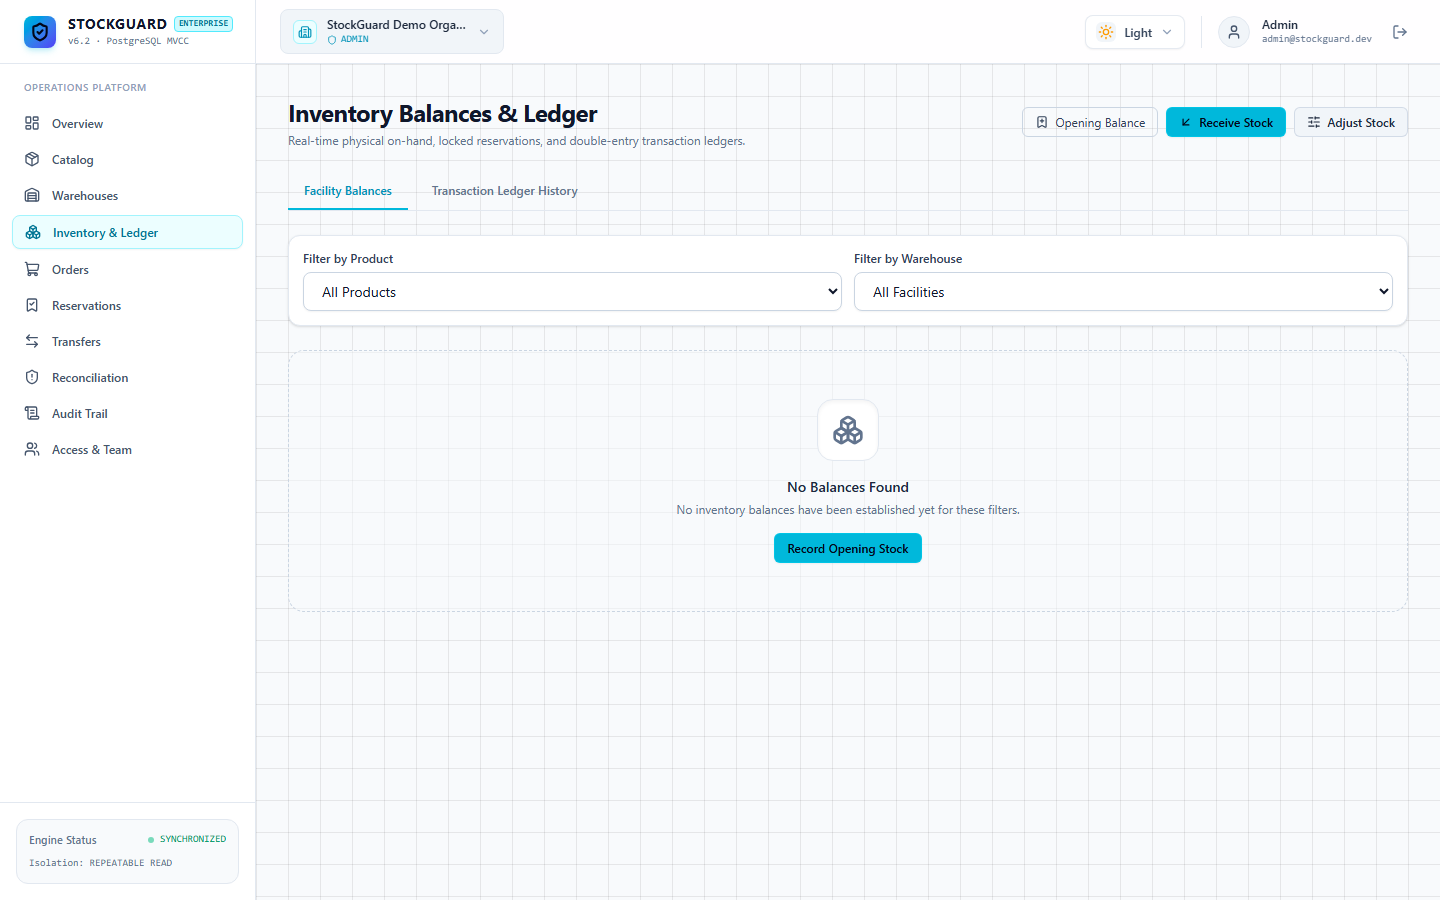 STOCKGUARD ENTERPRISE
v6.2 · PostgreSQL MVCC
StockGuard Demo Orga...
ADMIN
Light
Admin
admin@stockguard.dev
OPERATIONS PLATFORM
Overview
Catalog
Warehouses
Inventory & Ledger
Orders
Reservations
Transfers
Reconciliation
Audit Trail
Access & Team
Engine Status
SYNCHRONIZED
Isolation: REPEATABLE READ
Inventory Balances & Ledger
Real-time physical on-hand, locked reservations, and double-entry transaction ledgers.
Opening Balance
Receive Stock
Adjust Stock
Facility Balances
Transaction Ledger History
Filter by Product
All Products
Filter by Warehouse
All Facilities
No Balances Found
No inventory balances have been established yet for these filters.
Record Opening Stock